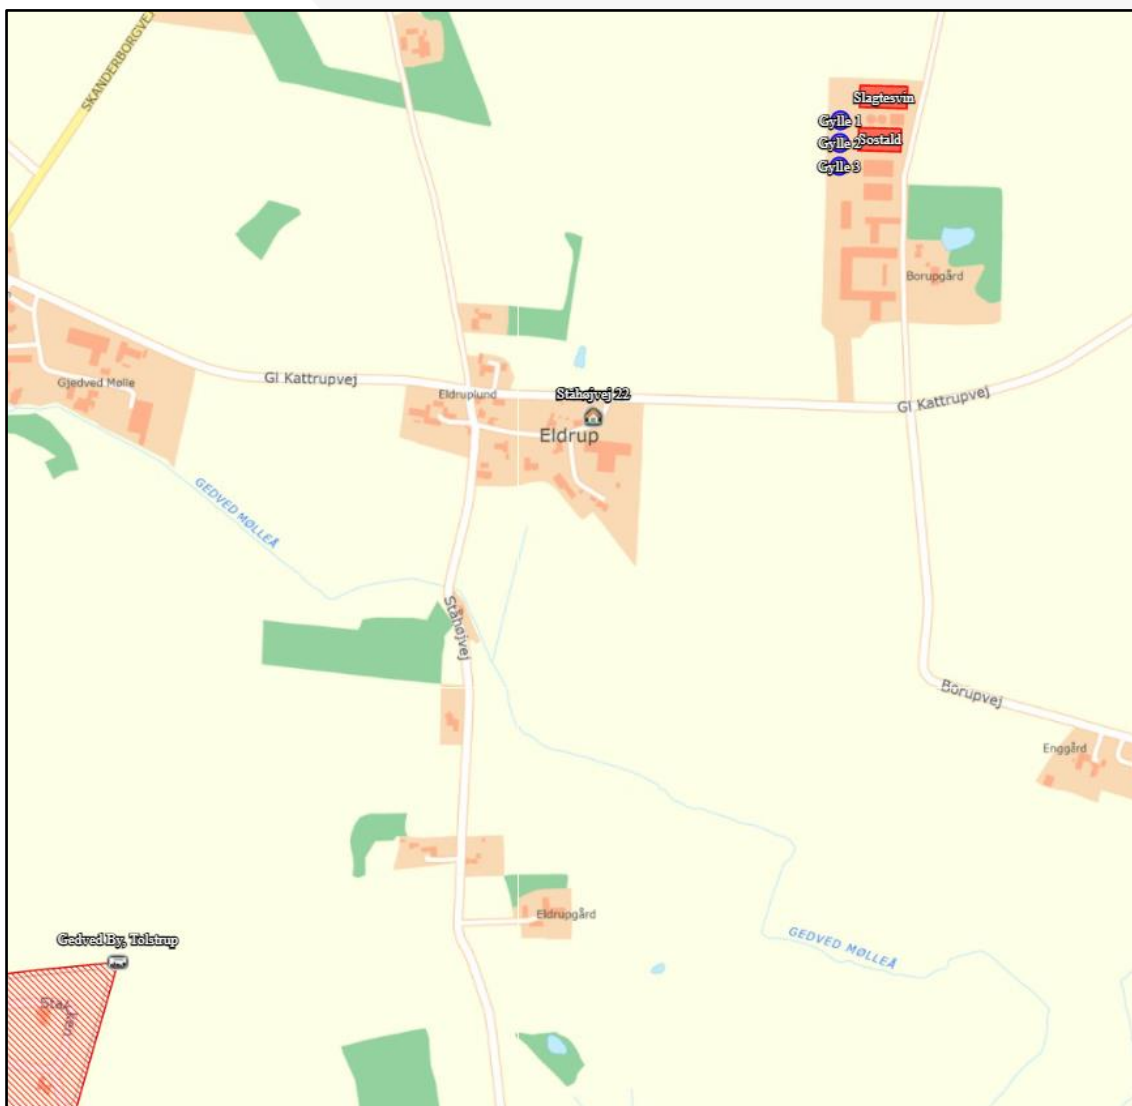 SKANDERBORGVEJ
Slagtesvin
Gylle 1
Gylle 2
Sostald
Gylle 3
Borupgård
Gl Kattrupvej
Gjedved Mølle
Eldruplund
Ståhøjvej 22
Gl Kattrupvej
Eldrup
GEDVED MØLLEÅ
Ståhøjvej
Borupvej
Enggård
Eldrupgård
Gedved By, Tolstrup
GEDVED MØLLEÅ